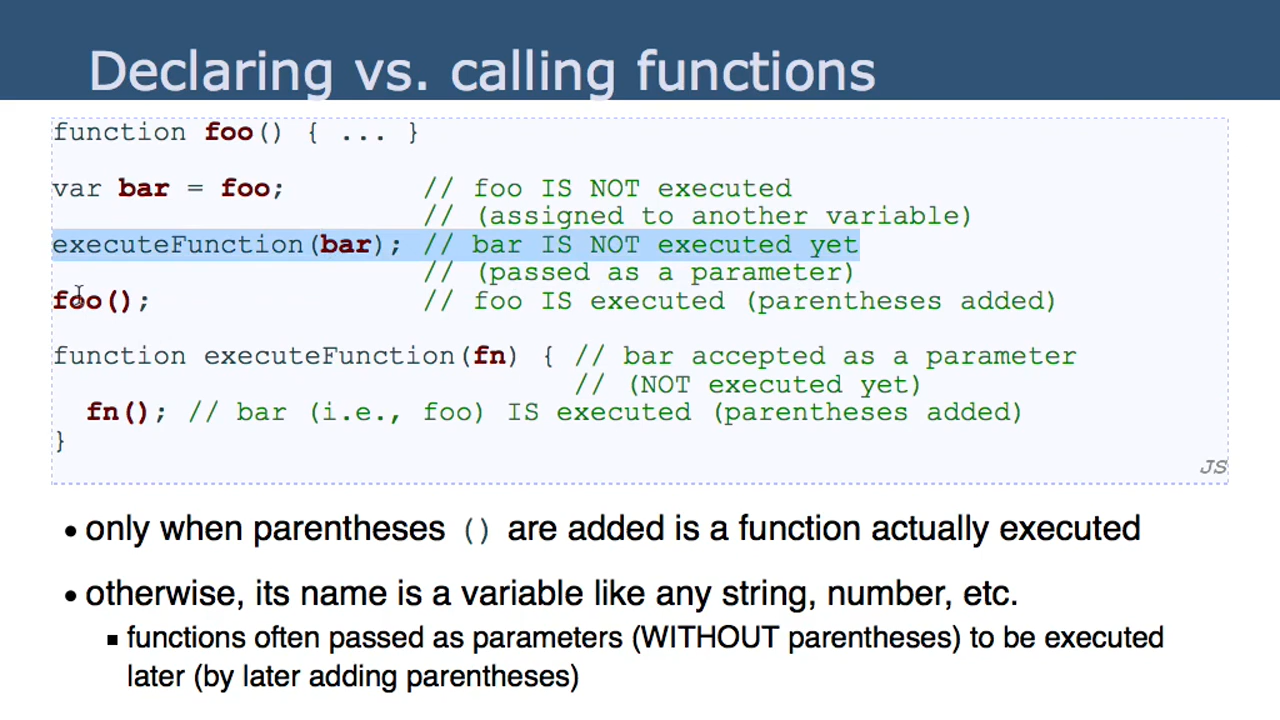 Declaring vs. calling functions
function foo() { ... }
var bar = foo; // foo IS NOT executed
// (assigned to another variable)
executeFunction(bar); // bar IS NOT executed yet
// (passed as a parameter)
foo(); // foo IS executed (parentheses added)
function executeFunction(fn) { // bar accepted as a parameter
// (NOT executed yet)
fn(); // bar (i.e., foo) IS executed (parentheses added)
}
JS
• only when parentheses () are added is a function actually executed
• otherwise, its name is a variable like any string, number, etc.
▪ functions often passed as parameters (WITHOUT parentheses) to be executed
later (by later adding parentheses)